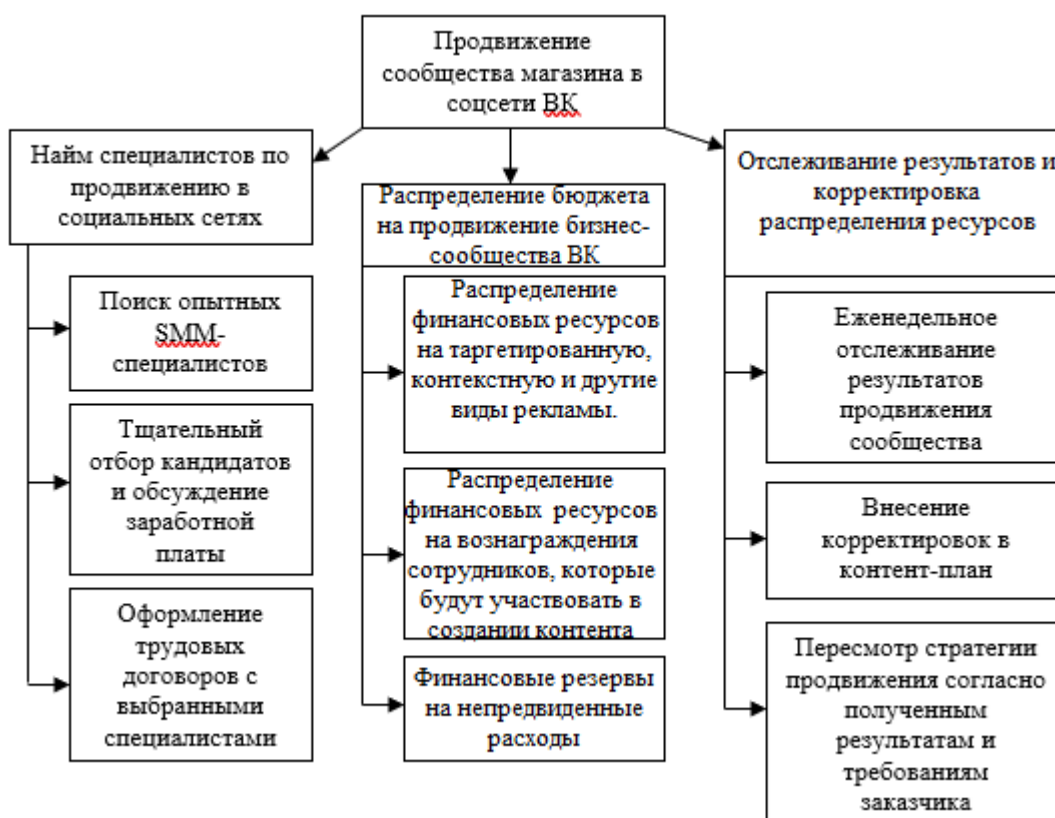 Продвижение
сообщества магазина в
соцсети ВК
Найм специалистов по
продвижению в
социальных сетях
Поиск опытных
SMM-
специалистов
Тщательный
отбор кандидатов
и обсуждение
заработной
платы
Оформление
трудовых
договоров с
выбранными
специалистами
Распределение бюджета
на продвижение бизнес-
сообщества ВК
Распределение
финансовых ресурсов
на таргетированную,
контекстную и другие
виды рекламы.
Распределение
финансовых ресурсов
на вознаграждения
сотрудников, которые
будут участвовать в
создании контента
Финансовые резервы
на непредвиденные
расходы
Отслеживание результатов и
корректировка
распределения ресурсов
Еженедельное
отслеживание
результатов
продвижения
сообщества
Внесение
корректировок в
контент-план
Пересмотр стратегии
продвижения согласно
полученным
результатам и
требованиям
заказчика